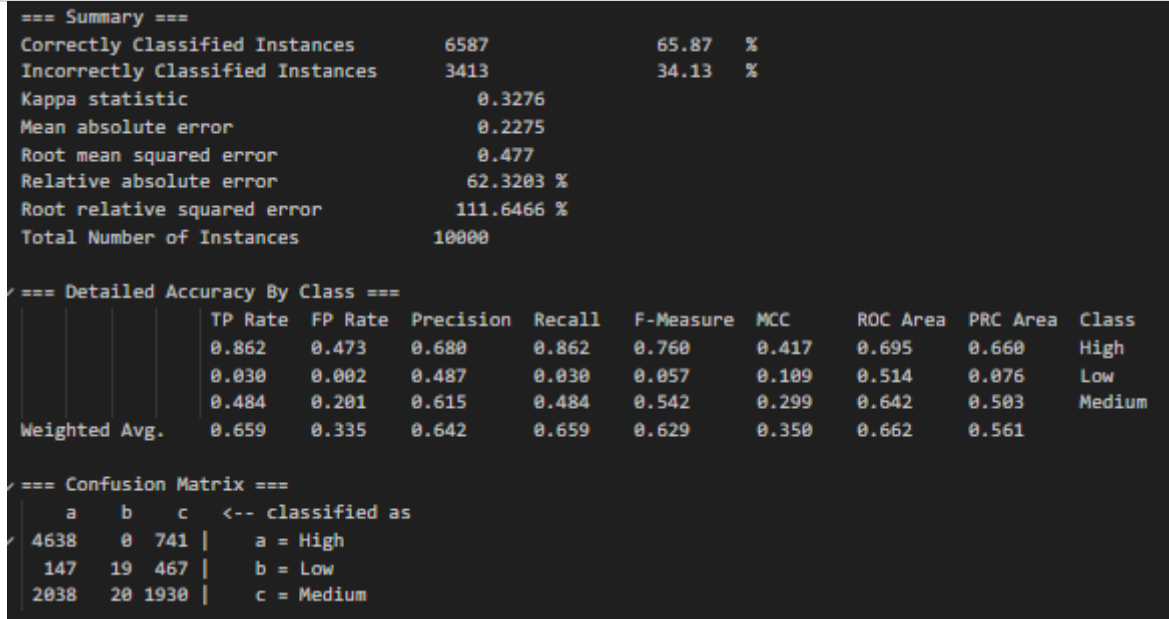 === Summary ===
Correctly Classified Instances 6587 65.87 %
Incorrectly Classified Instances 3413 34.13 %
Kappa statistic 0.3276
Mean absolute error 0.2275
Root mean squared error 0.477
Relative absolute error 62.3203 %
Root relative squared error 111.6466 %
Total Number of Instances 10000
=== Detailed Accuracy By Class ===
TP Rate FP Rate Precision Recall F-Measure MCC ROC Area PRC Area Class
0.862 0.473 0.680 0.862 0.760 0.417 0.695 0.660 High
0.030 0.002 0.487 0.030 0.057 0.109 0.514 0.076 Low
0.484 0.201 0.615 0.484 0.542 0.299 0.642 0.503 Medium
Weighted Avg. 0.659 0.335 0.642 0.659 0.629 0.350 0.662 0.561
=== Confusion Matrix ===
a b c <-- classified as
4638 0 741 | a = High
147 19 467 | b = Low
2038 20 1930 | c = Medium